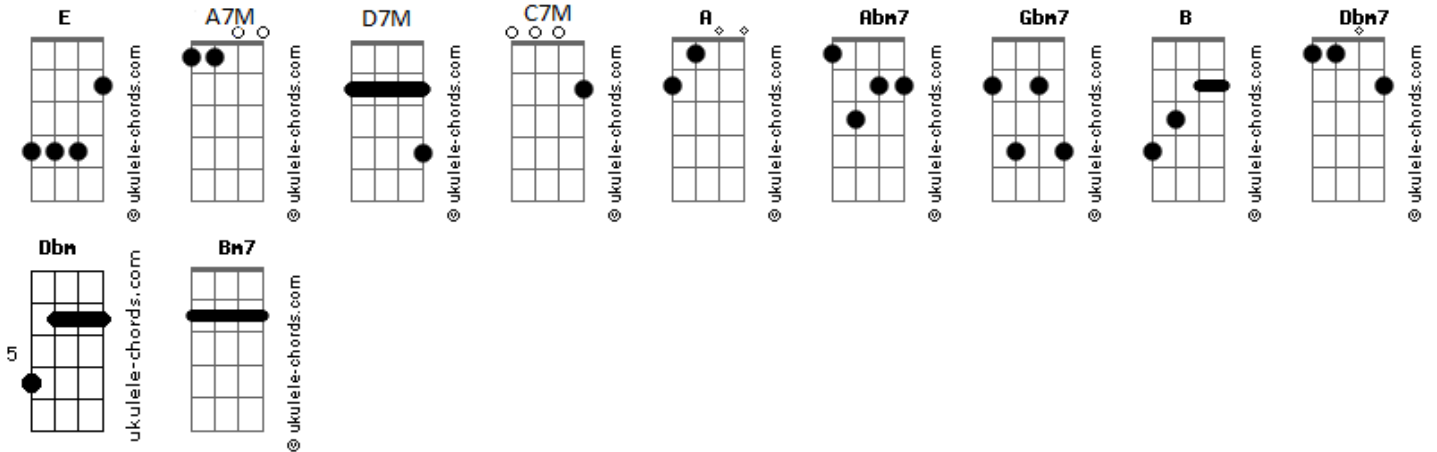 E
A7M
D7M
C7M
A
Abm7
Gbm7
B
Dbm7
© ukulele-chords.com
© ukulele-chords.com
© ukulele-chords.com
© ukulele-chords.com
© ukulele-chords.com
© ukulele-chords.com
© ukulele-chords.com
© ukulele-chords.com
© ukulele-chords.com
Dbm
Bm7
5
ukulele-chords.com
© ukulele-chords.com